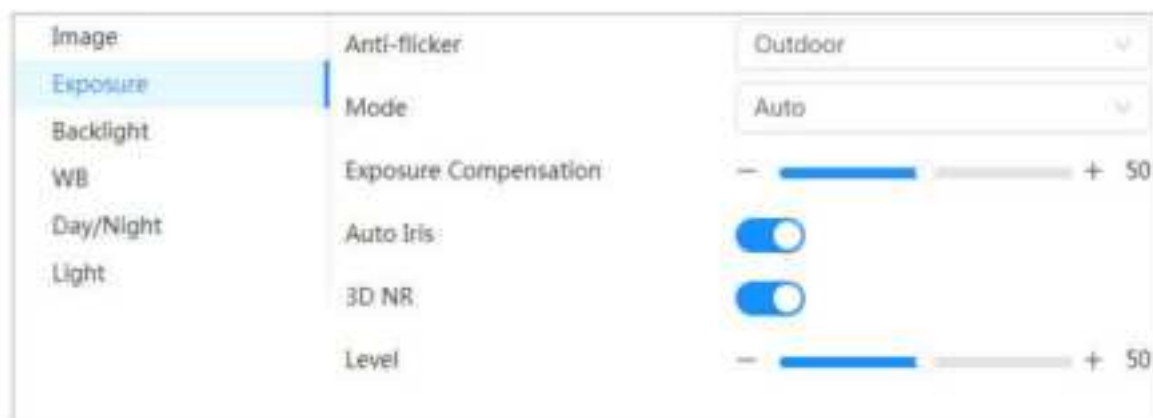 Image
Exposure
Backlight
WB
Day/Night
Light
Anti-flicker Outdoor
Mode Auto
Exposure Compensation − + 50
Auto Iris
3D NR
Level − + 50